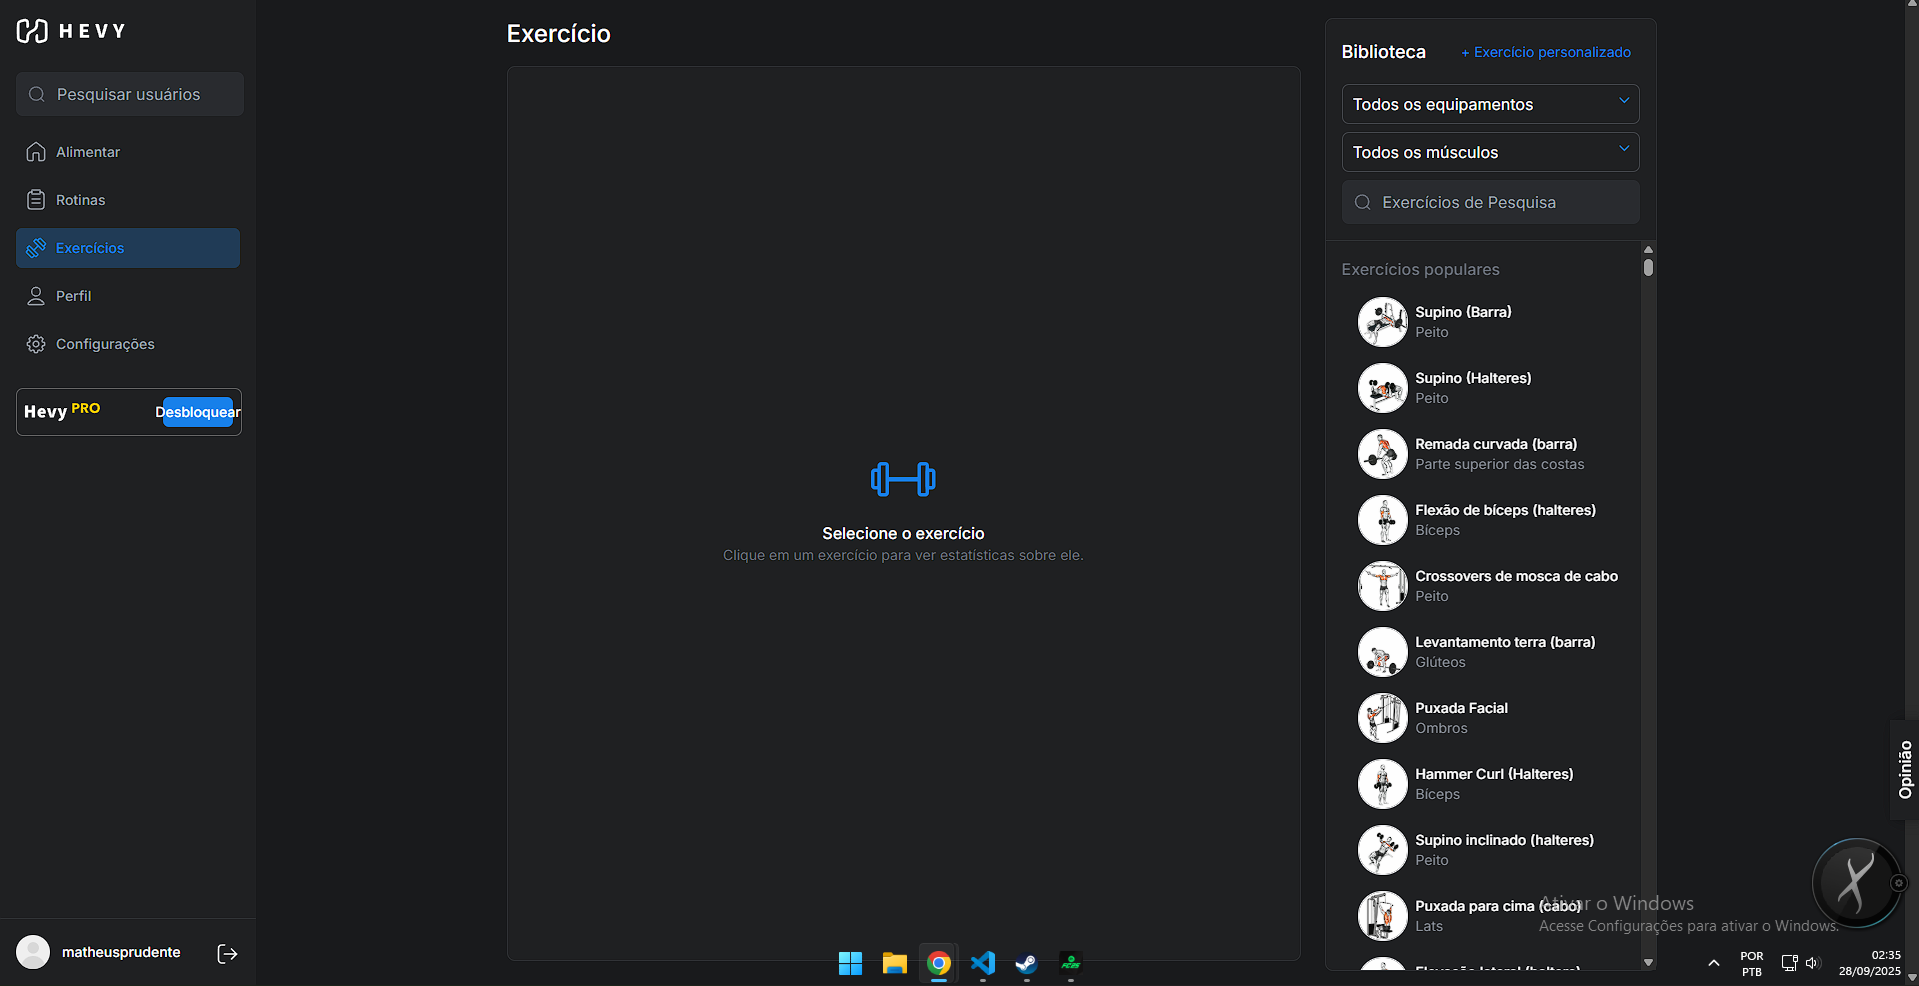 HEVY
Pesquisar usuários
Alimentar
Rotinas
Exercícios
Perfil
Configurações
Hevy PRO
Desbloquear
matheusprudente
Exercício
Selecione o exercício
Clique em um exercício para ver estatísticas sobre ele.
Biblioteca
+ Exercício personalizado
Todos os equipamentos
Todos os músculos
Exercícios de Pesquisa
Exercícios populares
Supino (Barra)
Peito
Supino (Halteres)
Peito
Remada curvada (barra)
Parte superior das costas
Flexão de bíceps (halteres)
Bíceps
Crossovers de mosca de cabo
Peito
Levantamento terra (barra)
Glúteos
Puxada Facial
Ombros
Hammer Curl (Halteres)
Bíceps
Supino inclinado (halteres)
Peito
Puxada para cima (cabo)
Lats
Elevação lateral (haltere)
Opinião
Ativar o Windows
Acesse Configurações para ativar o Windows.
FC25
POR
PTB
02:35
28/09/2025